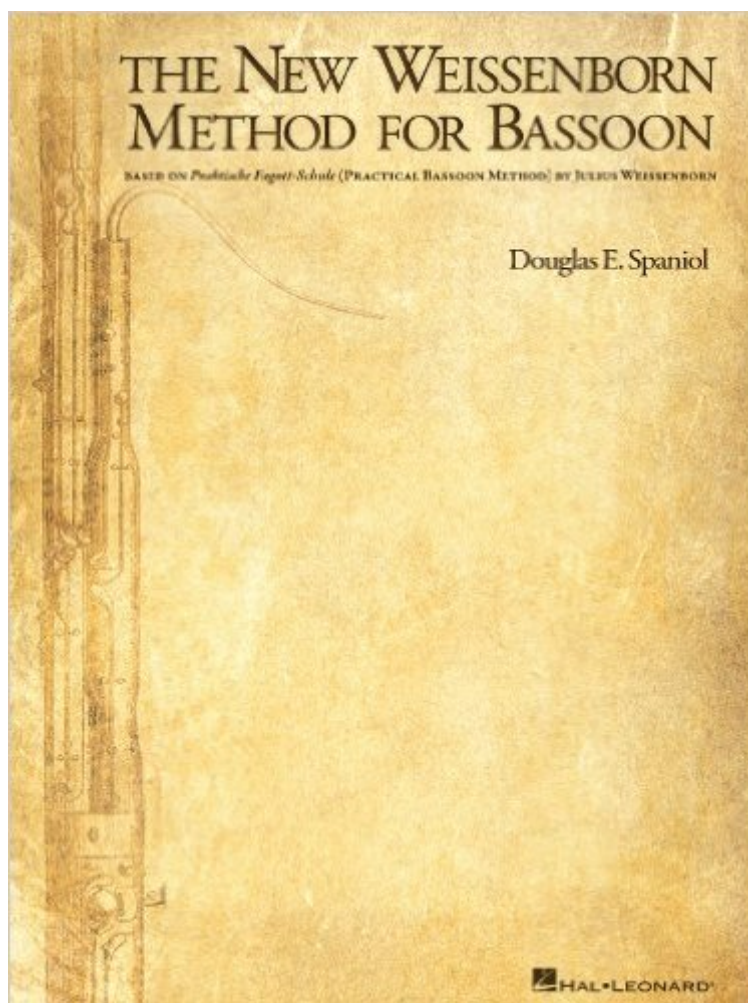 THE NEW WEISSENBORN
METHOD FOR BASSOON
BASED ON Praktische Fagott-Schule (PRACTICAL BASSOON METHOD) BY JULIUS WEISSENBORN
Douglas E. Spaniol
HAL•LEONARD®